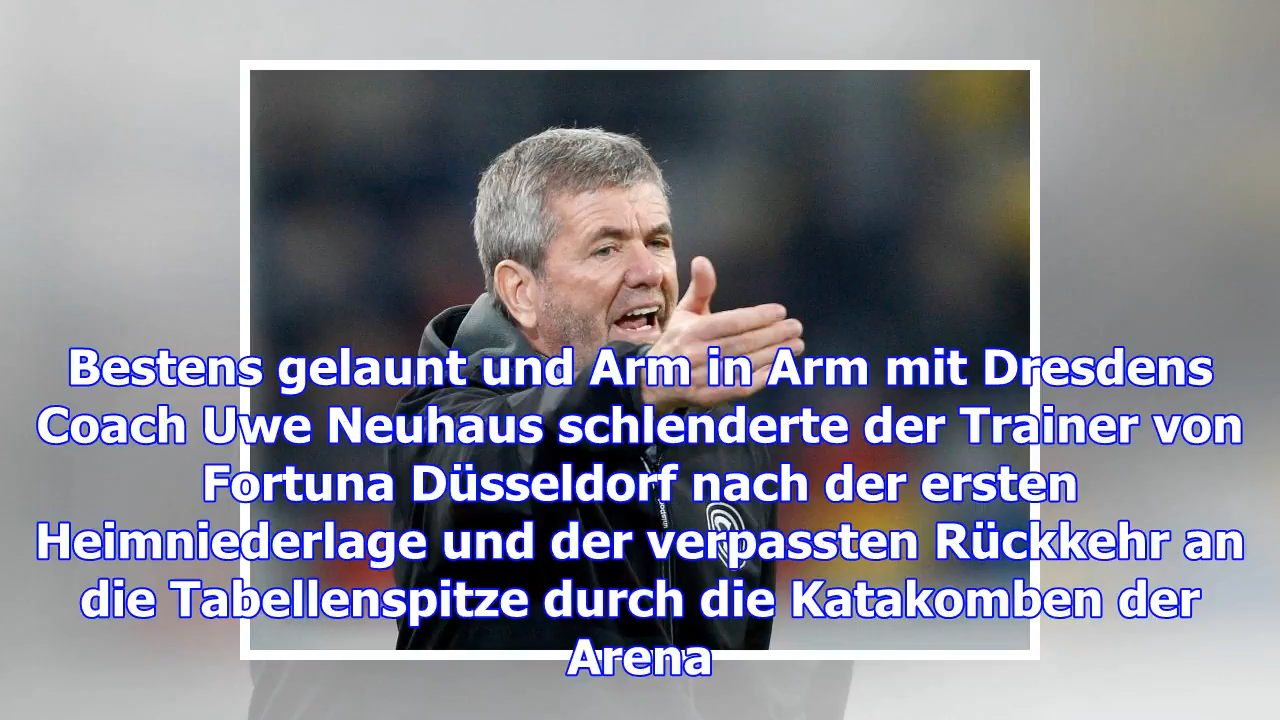 Bestens gelaunt und Arm in Arm mit Dresdens
Coach Uwe Neuhaus schlenderte der Trainer von
Fortuna Düsseldorf nach der ersten
Heimniederlage und der verpassten Rückkehr an
die Tabellenspitze durch die Katakomben der
Arena